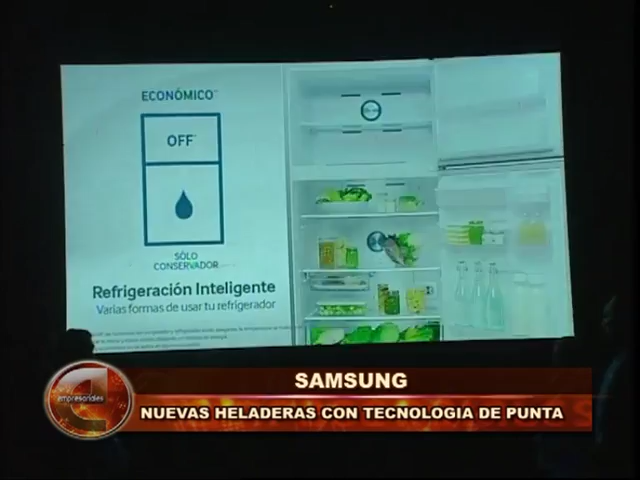 ECONÓMICO
OFF
SÓLO
CONSERVADOR
Refrigeración Inteligente
Varias formas de usar tu refrigerador
SAMSUNG
empresoriales
NUEVAS HELADERAS CON TECNOLOGIA DE PUNTA